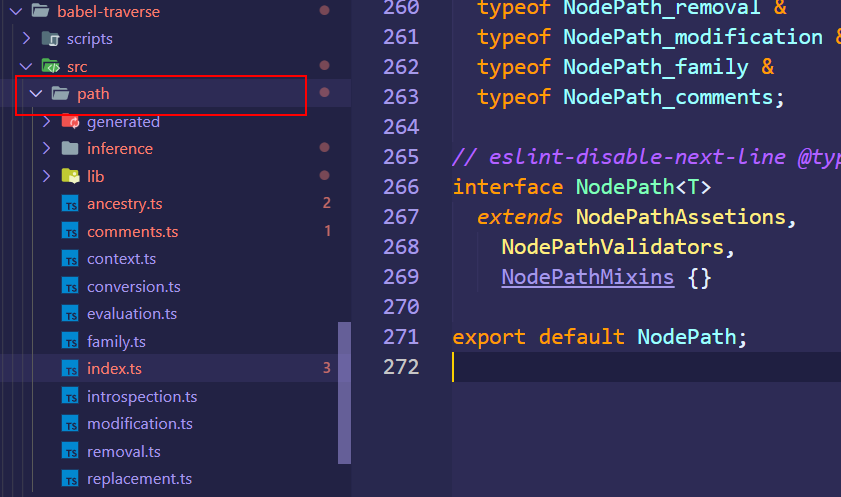 babel-traverse
scripts
src
path
generated
inference
lib
TS ancestry.ts 2
TS comments.ts 1
TS context.ts
TS conversion.ts
TS evaluation.ts
TS family.ts
TS index.ts 3
TS introspection.ts
TS modification.ts
TS removal.ts
TS replacement.ts
260 typeof NodePath_removal &
261 typeof NodePath_modification &
262 typeof NodePath_family &
263 typeof NodePath_comments;
264
265 // eslint-disable-next-line @typ
266 interface NodePath<T>
267 extends NodePathAssetions,
268 NodePathValidators,
269 NodePathMixins {}
270
271 export default NodePath;
272